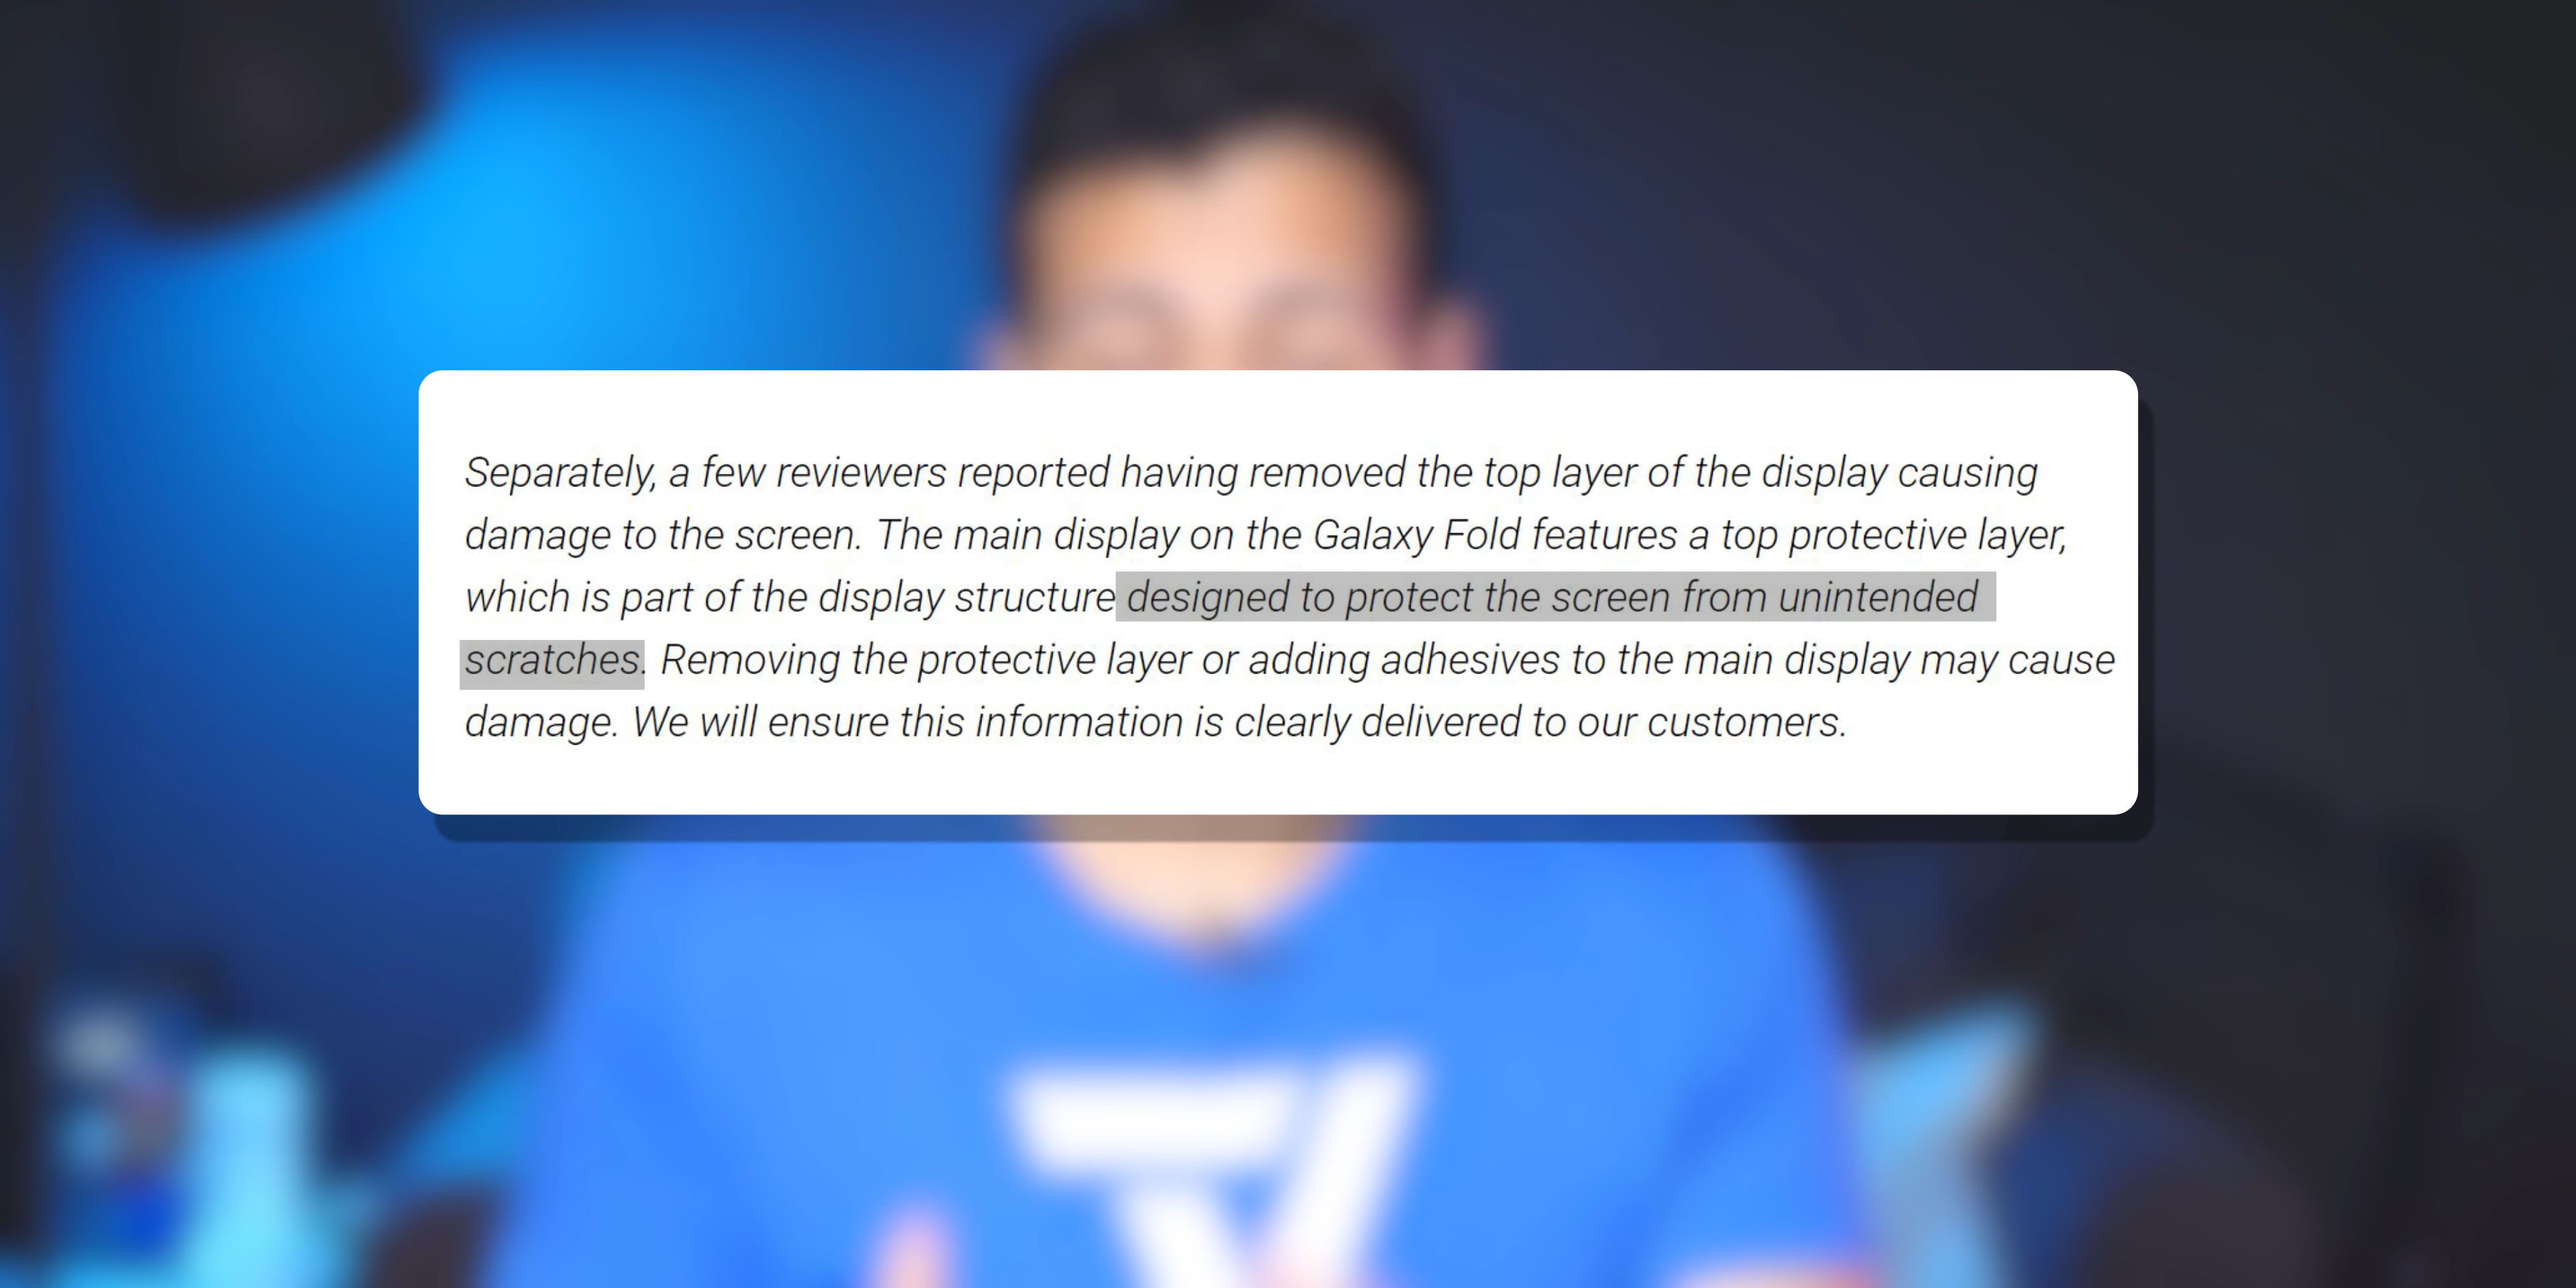 Separately, a few reviewers reported having removed the top layer of the display causing
damage to the screen. The main display on the Galaxy Fold features a top protective layer,
which is part of the display structure designed to protect the screen from unintended
scratches. Removing the protective layer or adding adhesives to the main display may cause
damage. We will ensure this information is clearly delivered to our customers.